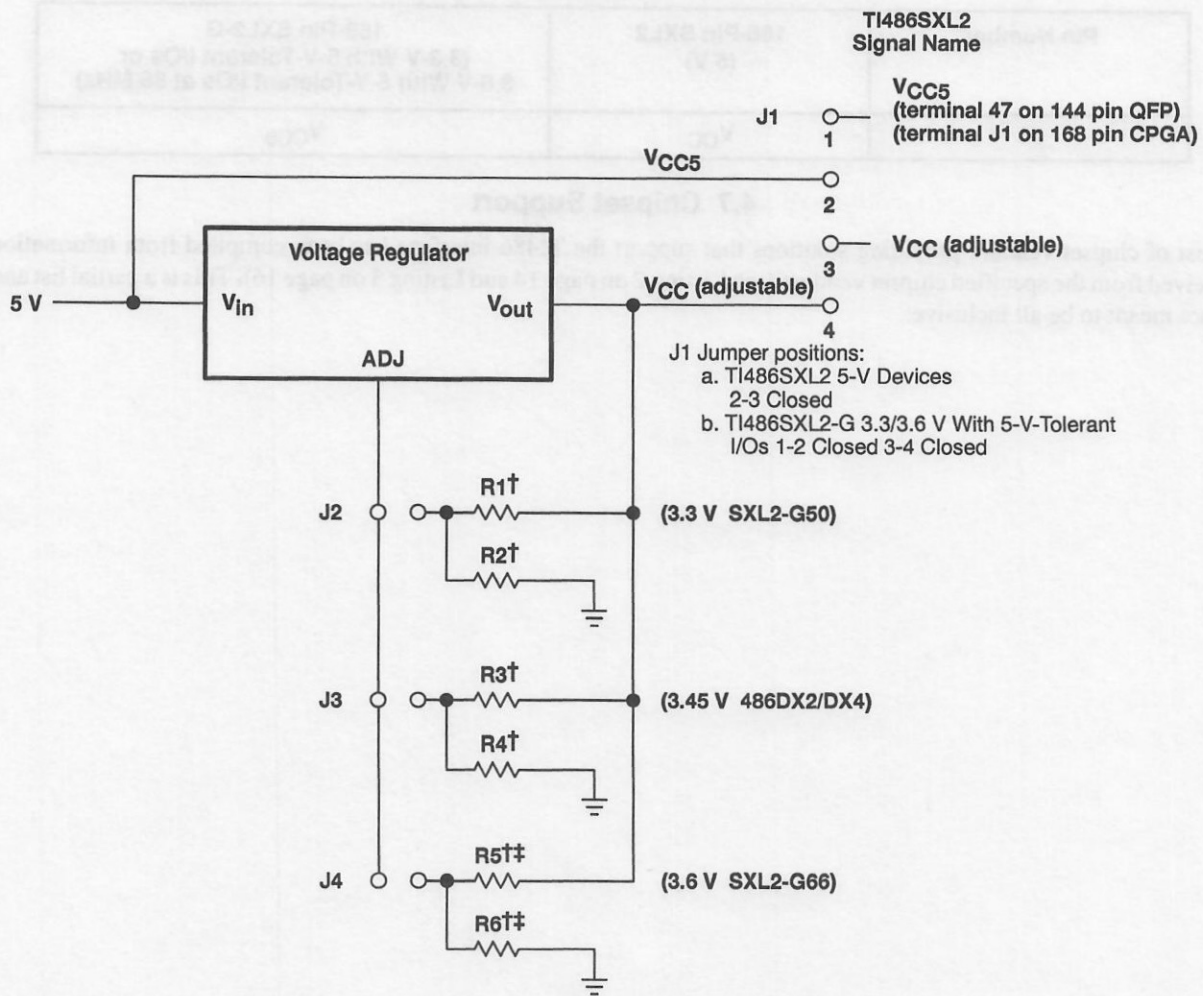 TI486SXL2
Signal Name
VCC5
J1
(terminal 47 on 144 pin QFP)
(terminal J1 on 168 pin CPGA)
1
VCC5
2
Voltage Regulator
VCC (adjustable)
3
5 V
Vin
Vout
VCC (adjustable)
4
ADJ
J1 Jumper positions:
a. TI486SXL2 5-V Devices
2-3 Closed
b. TI486SXL2-G 3.3/3.6 V With 5-V-Tolerant
I/Os 1-2 Closed 3-4 Closed
R1†
J2
(3.3 V SXL2-G50)
R2†
R3†
J3
(3.45 V 486DX2/DX4)
R4†
R5†‡
J4
(3.6 V SXL2-G66)
R6†‡
4.7 Chipset Support